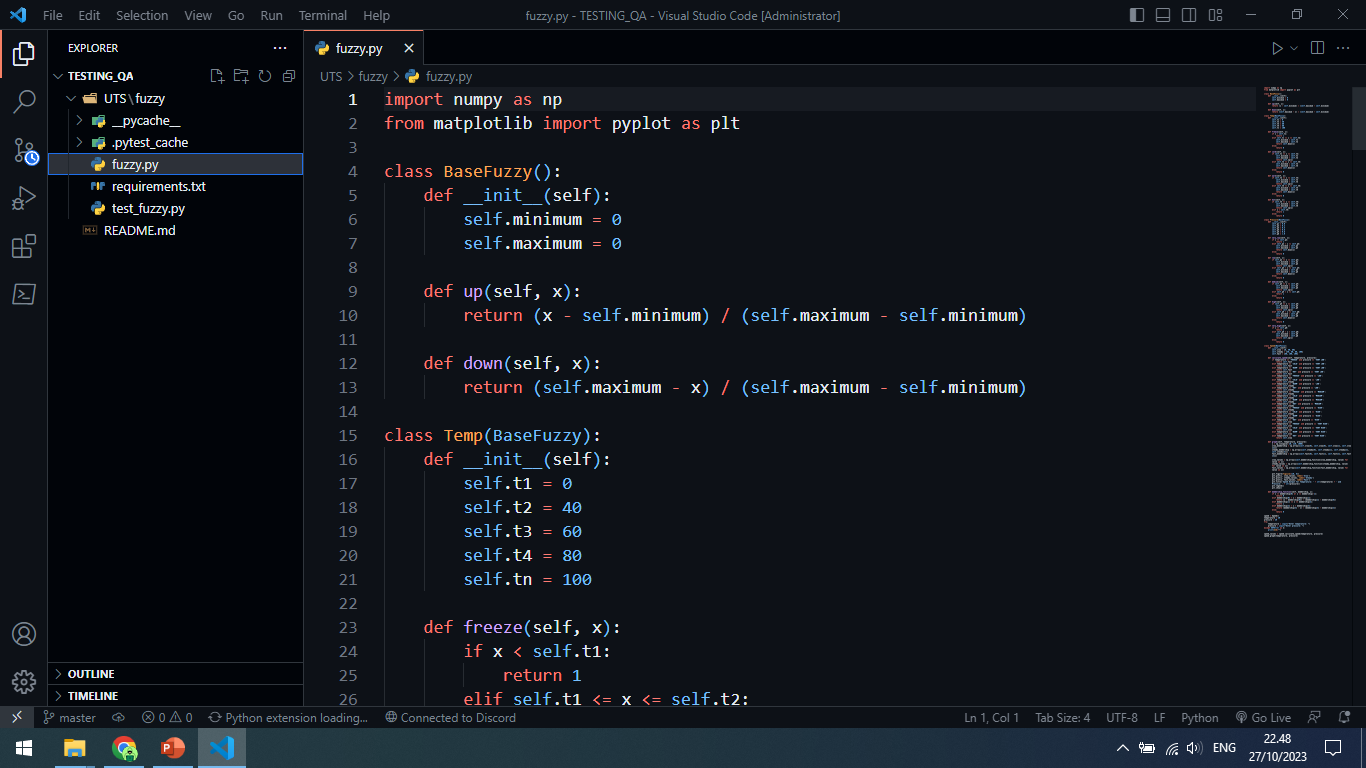 File Edit Selection View Go Run Terminal Help
fuzzy.py - TESTING_QA - Visual Studio Code [Administrator]
EXPLORER
TESTING_QA
UTS\fuzzy
__pycache__
.pytest_cache
fuzzy.py
requirements.txt
test_fuzzy.py
README.md
OUTLINE
TIMELINE
fuzzy.py
UTS > fuzzy > fuzzy.py
1 import numpy as np
2 from matplotlib import pyplot as plt
3
4 class BaseFuzzy():
5     def __init__(self):
6         self.minimum = 0
7         self.maximum = 0
8
9     def up(self, x):
10         return (x - self.minimum) / (self.maximum - self.minimum)
11
12     def down(self, x):
13         return (self.maximum - x) / (self.maximum - self.minimum)
14
15 class Temp(BaseFuzzy):
16     def __init__(self):
17         self.t1 = 0
18         self.t2 = 40
19         self.t3 = 60
20         self.t4 = 80
21         self.tn = 100
22
23     def freeze(self, x):
24         if x < self.t1:
25             return 1
26         elif self.t1 <= x <= self.t2:
master 0 0 Python extension loading... Connected to Discord Ln 1, Col 1 Tab Size: 4 UTF-8 LF Python Go Live
ENG
22.48
27/10/2023